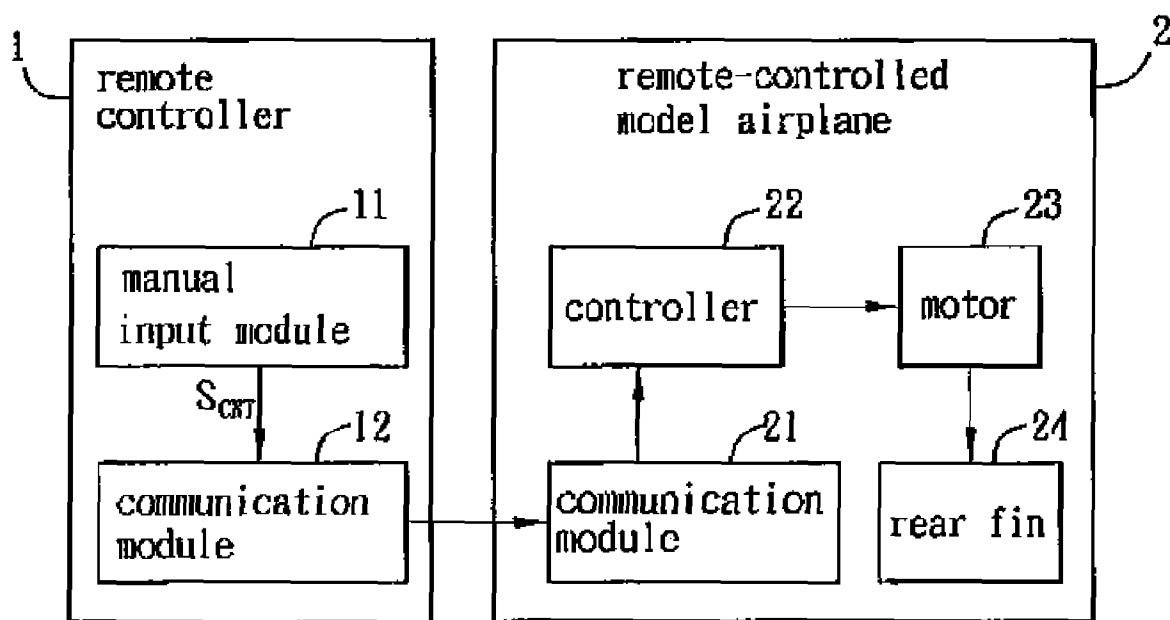 1
remote
controller
11
manual
input module
S_CNT
12
communication
module
2
remote-controlled
model airplane
22
controller
23
motor
21
communication
module
24
rear fin